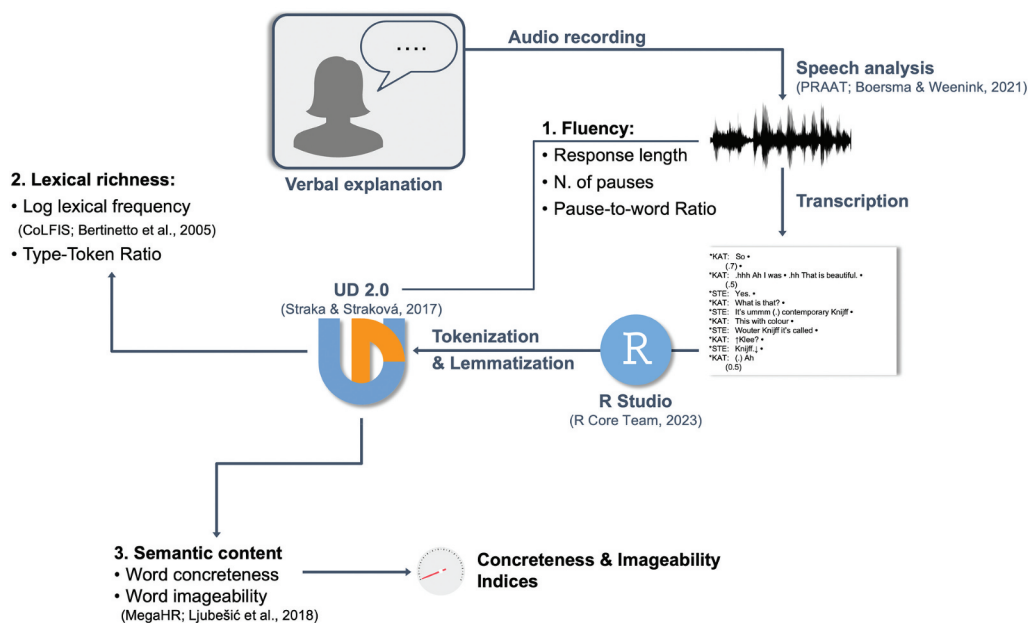 ....
Audio recording
Verbal explanation
Speech analysis
(PRAAT; Boersma & Weenink, 2021)
1. Fluency:
• Response length
• N. of pauses
• Pause-to-word Ratio
Transcription
2. Lexical richness:
• Log lexical frequency
(CoLFIS; Bertinetto et al., 2005)
• Type-Token Ratio
*KAT: So •
(.7) •
*KAT: .hhh Ah I was • .hh That is beautiful. •
(.5)
*STE: Yes. •
*KAT: What is that? •
*STE: It's ummm (.) contemporary Knijff •
*KAT: This with colour •
*STE: Wouter Knijff it's called •
*KAT: ↑Klee? •
*STE: Knijff.↓ •
*KAT: (.) Ah
(0.5)
UD 2.0
(Straka & Straková, 2017)
UD
Tokenization
& Lemmatization
R
R Studio
(R Core Team, 2023)
3. Semantic content
• Word concreteness
• Word imageability
(MegaHR; Ljubešić et al., 2018)
Concreteness & Imageability
Indices